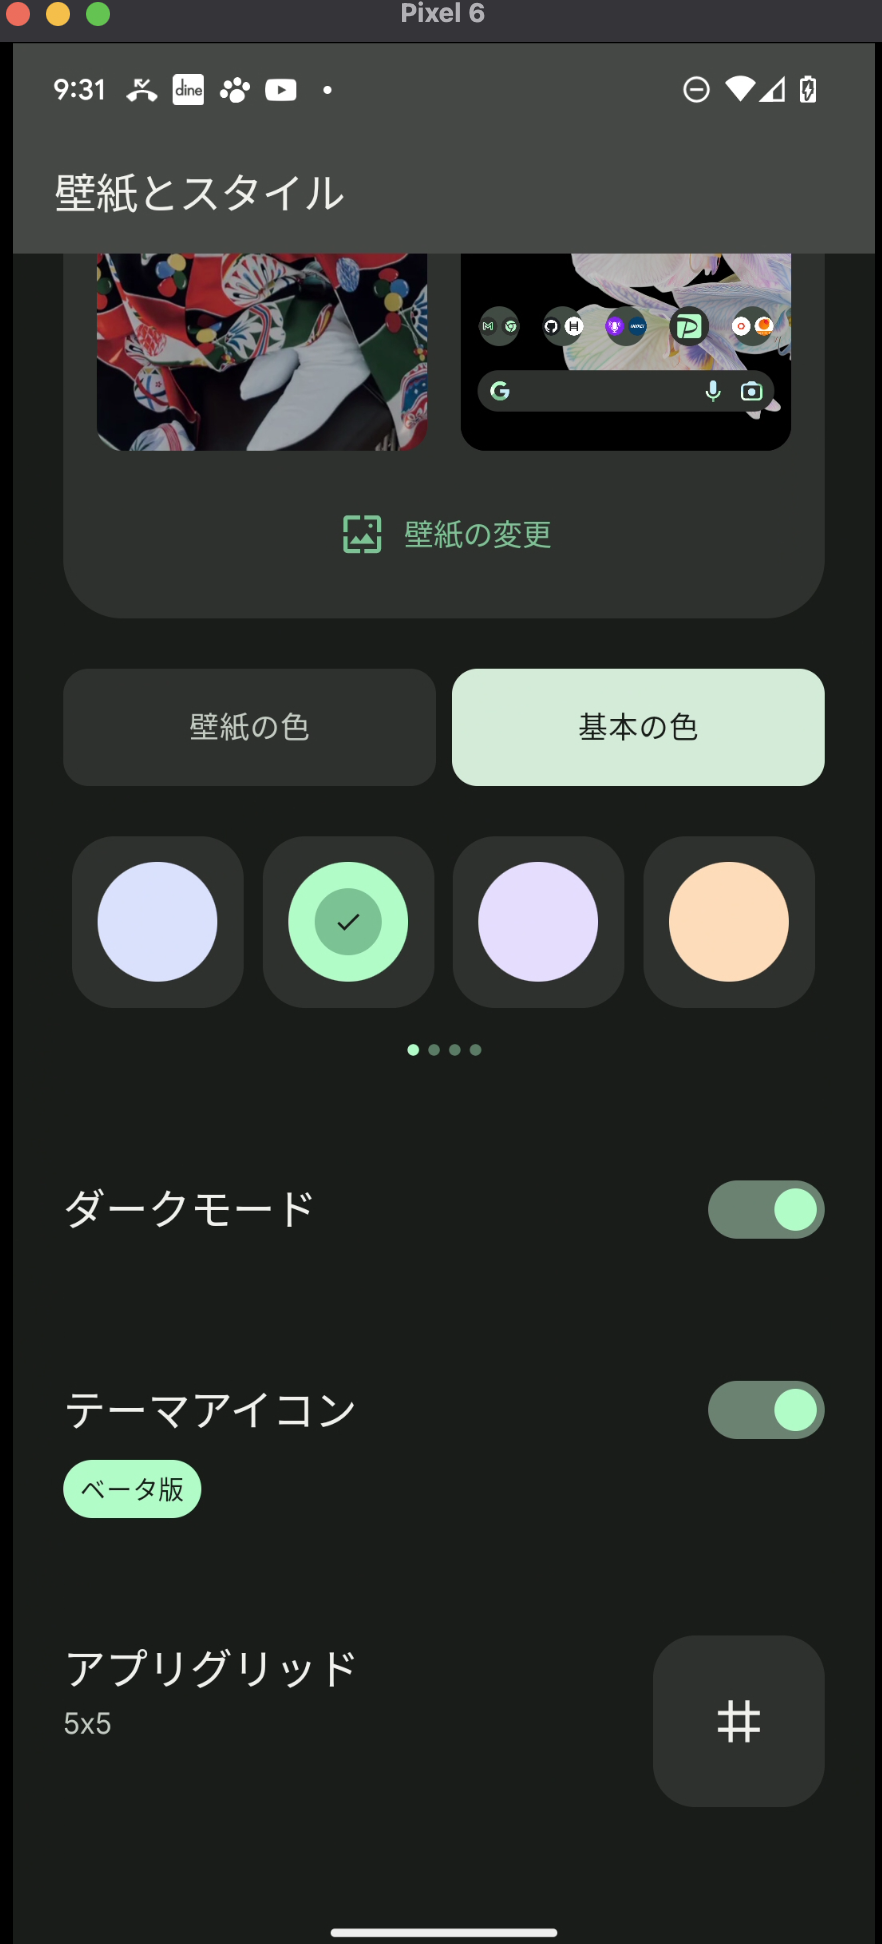 Pixel 6
9:31
dine
壁紙とスタイル
壁紙の変更
壁紙の色
基本の色
ダークモード
テーマアイコン
ベータ版
アプリグリッド
5x5